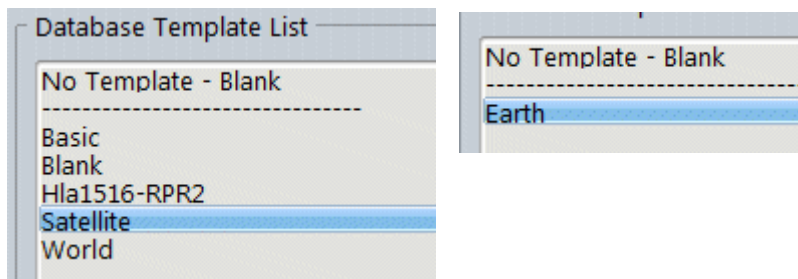 Database Template List
No Template - Blank
-------------------------------
Basic
Blank
Hla1516-RPR2
Satellite
World
No Template - Blank
-------------------------------
Earth